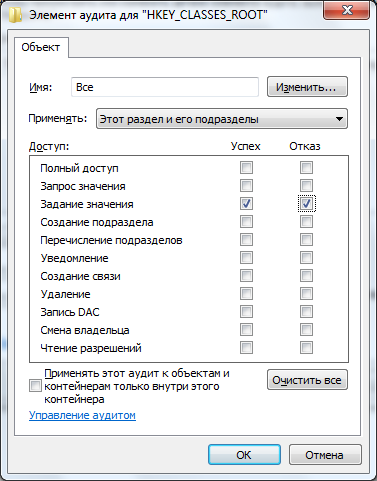 Элемент аудита для "HKEY_CLASSES_ROOT"
Объект
Имя: Все Изменить...
Применять: Этот раздел и его подразделы
Доступ: Успех Отказ
Полный доступ
Запрос значения
Задание значения
Создание подраздела
Перечисление подразделов
Уведомление
Создание связи
Удаление
Запись DAC
Смена владельца
Чтение разрешений
Применять этот аудит к объектам и
контейнерам только внутри этого
контейнера
Очистить все
Управление аудитом
ОК Отмена